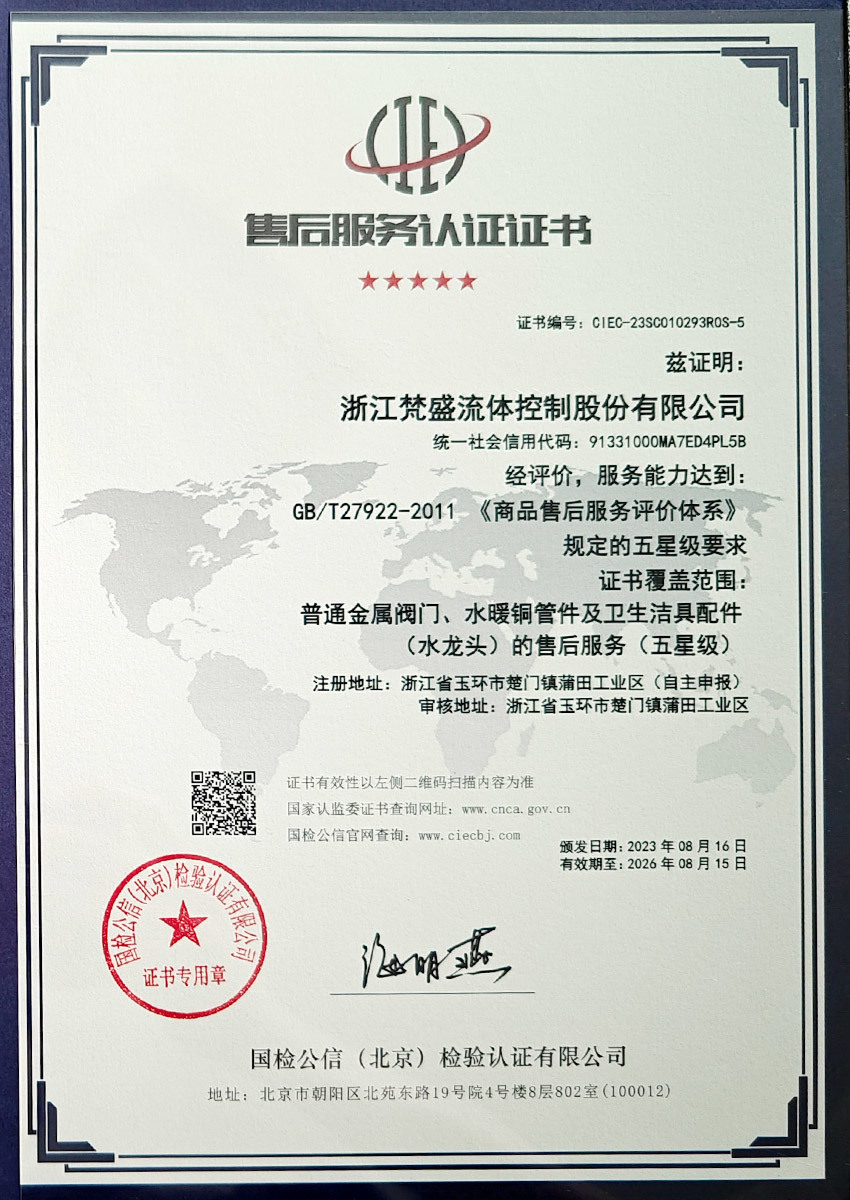 CIEC
售后服务认证证书
证书编号：CIEC-23SC010293R0S-5
兹证明：
浙江梵盛流体控制股份有限公司
统一社会信用代码：91331000MA7ED4PL5B
经评价，服务能力达到：
GB/T27922-2011 《商品售后服务评价体系》
规定的五星级要求
证书覆盖范围：
普通金属阀门、水暖铜管件及卫生洁具配件
（水龙头）的售后服务（五星级）
注册地址：浙江省玉环市楚门镇蒲田工业区（自主申报）
审核地址：浙江省玉环市楚门镇蒲田工业区
证书有效性以左侧二维码扫描内容为准
国家认监委证书查询网址：www.cnca.gov.cn
国检公信官网查询：www.ciecbj.com
颁发日期：2023 年 08 月 16 日
有效期至：2026 年 08 月 15 日
国检公信(北京)检验认证有限公司
证书专用章
国检公信（北京）检验认证有限公司
地址：北京市朝阳区北苑东路19号院4号楼8层802室(100012)